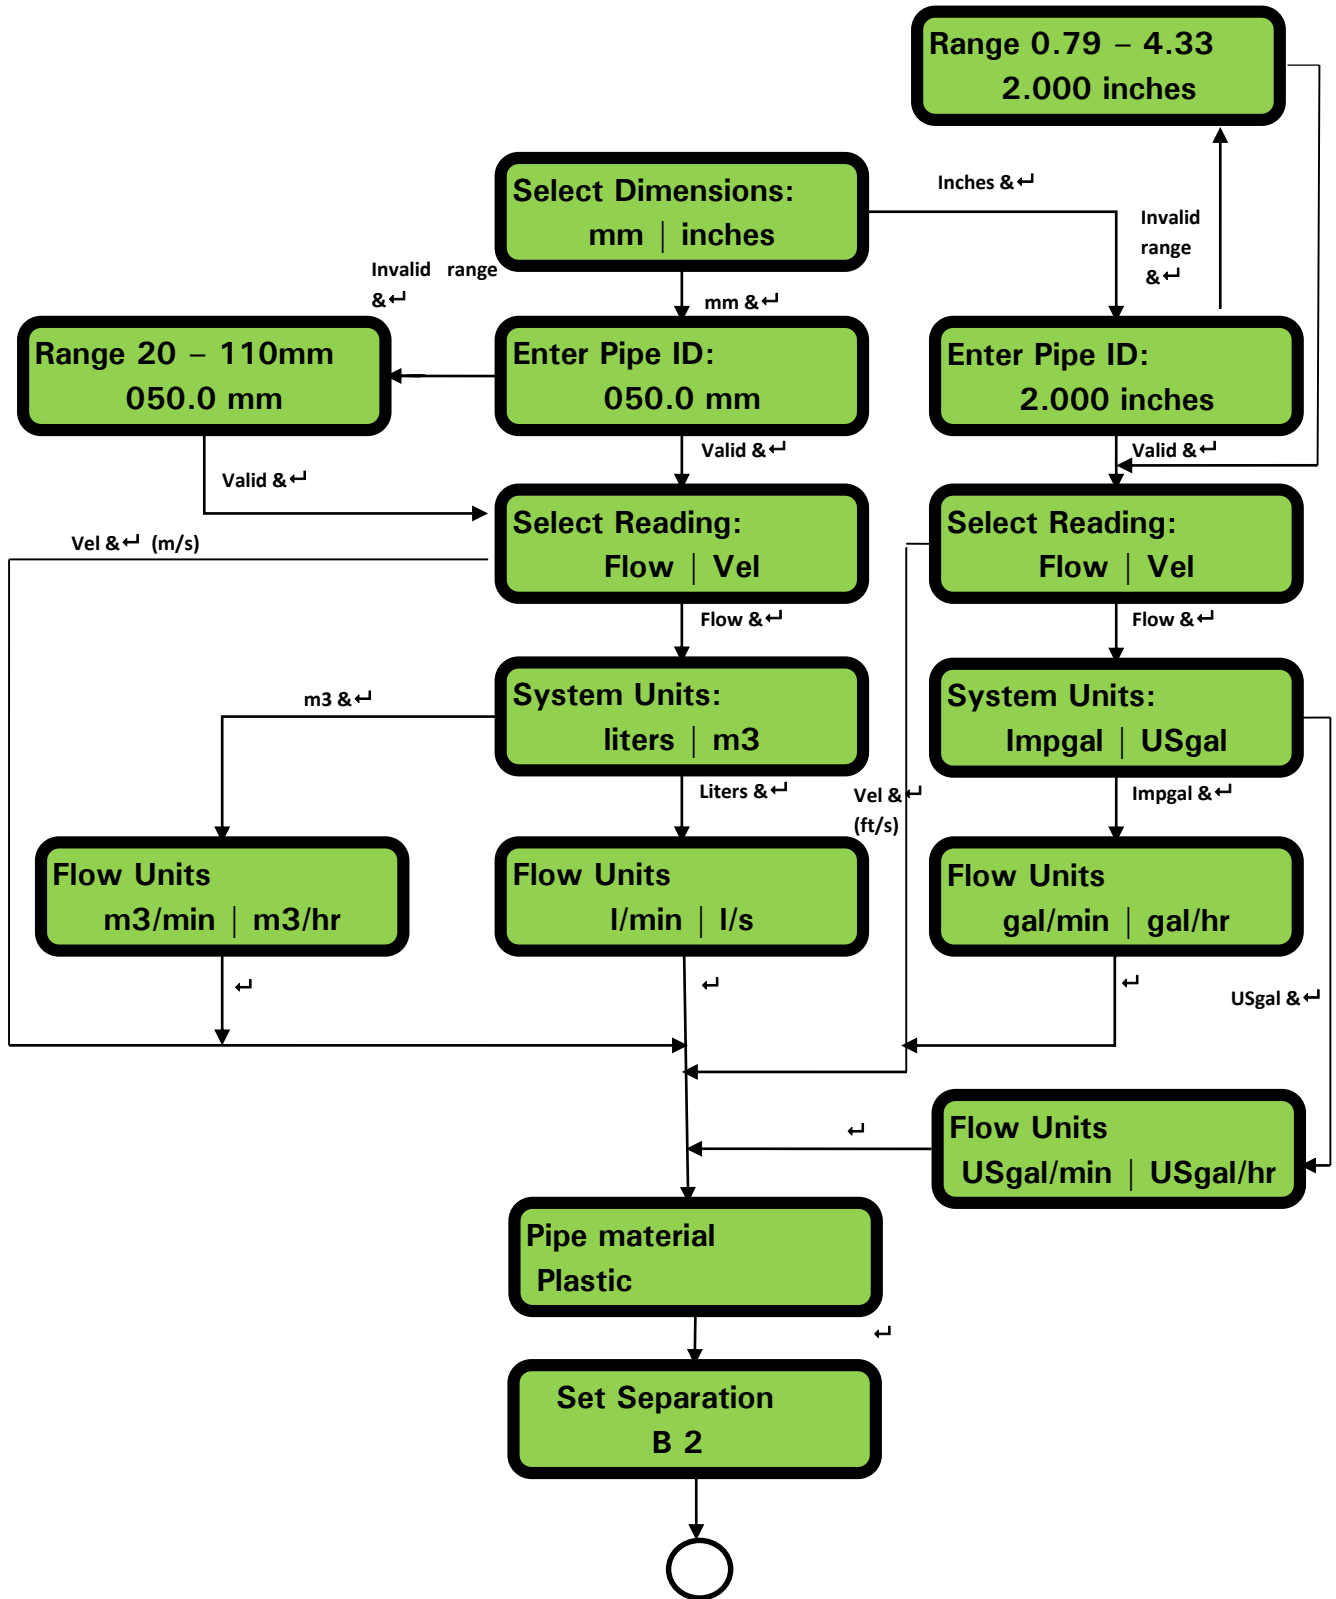 Range 0.79 – 4.33
2.000 inches
Select Dimensions:
mm | inches
Inches &↵
Invalid
range
&↵
Invalid range
&↵
mm &↵
Range 20 – 110mm
050.0 mm
Enter Pipe ID:
050.0 mm
Enter Pipe ID:
2.000 inches
Valid &↵
Valid &↵
Valid &↵
Select Reading:
Flow | Vel
Select Reading:
Flow | Vel
Vel &↵ (m/s)
Flow &↵
Flow &↵
m3 &↵
System Units:
liters | m3
System Units:
Impgal | USgal
Liters &↵
Vel &↵
(ft/s)
Impgal &↵
Flow Units
m3/min | m3/hr
Flow Units
l/min | l/s
Flow Units
gal/min | gal/hr
↵
↵
↵
USgal &↵
↵
Flow Units
USgal/min | USgal/hr
Pipe material
Plastic
↵
Set Separation
B 2